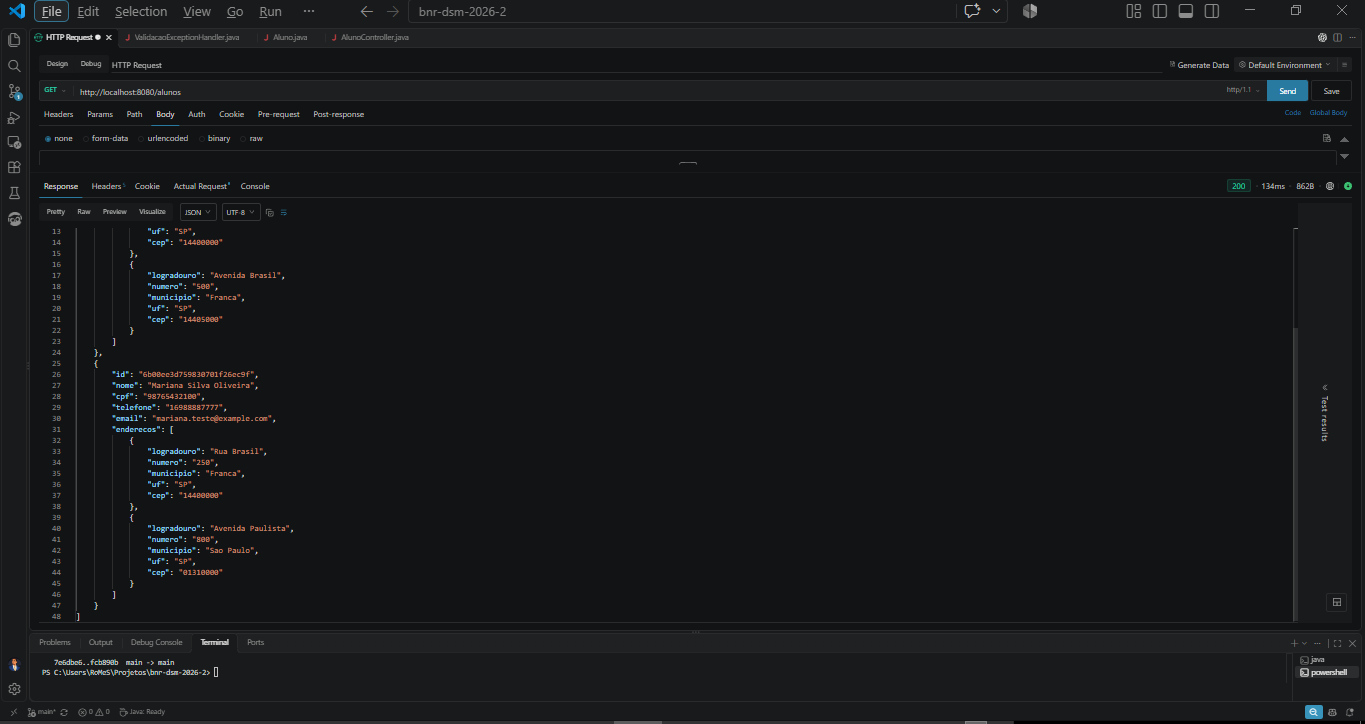 File Edit Selection View Go Run ··· bnr-dsm-2026-2
HTTP Request ValidacaoExceptionHandler.java Aluno.java AlunoController.java
Design Debug HTTP Request Generate Data Default Environment
GET http://localhost:8080/alunos http/1.1 Send Save
Headers Params Path Body Auth Cookie Pre-request Post-response Code Global Body
none form-data urlencoded binary raw
Response Headers Cookie Actual Request Console 200 · 134ms · 862B
Pretty Raw Preview Visualize JSON UTF-8
13 "uf": "SP",
14 "cep": "14400000"
15 },
16 {
17 "logradouro": "Avenida Brasil",
18 "numero": "500",
19 "municipio": "Franca",
20 "uf": "SP",
21 "cep": "14405000"
22 }
23 ]
24 },
25 {
26 "id": "6b00ee3d759830701f26ec9f",
27 "nome": "Mariana Silva Oliveira",
28 "cpf": "98765432100",
29 "telefone": "16988887777",
30 "email": "mariana.teste@example.com",
31 "enderecos": [
32 {
33 "logradouro": "Rua Brasil",
34 "numero": "250",
35 "municipio": "Franca",
36 "uf": "SP",
37 "cep": "14400000"
38 },
39 {
40 "logradouro": "Avenida Paulista",
41 "numero": "800",
42 "municipio": "Sao Paulo",
43 "uf": "SP",
44 "cep": "01310000"
45 }
46 ]
47 }
48 ]
Test results
Problems Output Debug Console Terminal Ports
7e6dbe6..fcb890b main -> main
PS C:\Users\RoMeS\Projetos\bnr-dsm-2026-2>
java
powershell
main* 0 0 Java: Ready